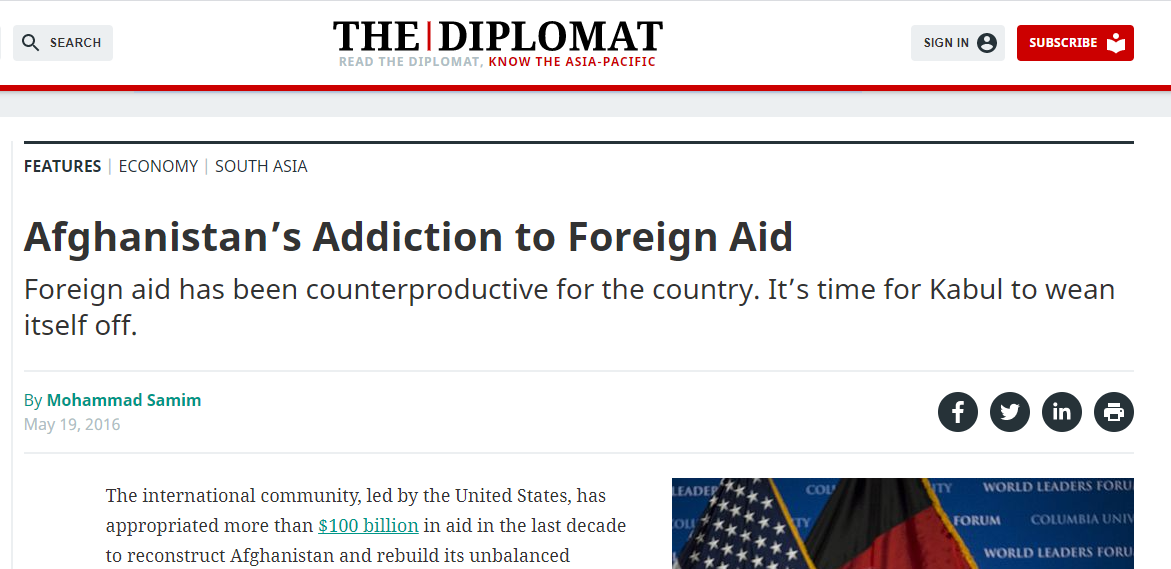 SEARCH
THE|DIPLOMAT
READ THE DIPLOMAT, KNOW THE ASIA-PACIFIC
SIGN IN
SUBSCRIBE
FEATURES | ECONOMY | SOUTH ASIA
Afghanistan’s Addiction to Foreign Aid
Foreign aid has been counterproductive for the country. It’s time for Kabul to wean
itself off.
By Mohammad Samim
May 19, 2016
The international community, led by the United States, has
appropriated more than $100 billion in aid in the last decade
to reconstruct Afghanistan and rebuild its unbalanced
WORLD LEADERS FORU
FORUM COLUMBIA UNIV
WORLD LEADERS FORU